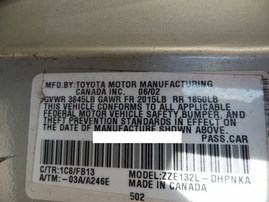 MFD.BY:TOYOTA MOTOR MANUFACTURING
CANADA INC. 06/02
GVWR 3845LB GAWR FR 2015LB RR 1850LB
THIS VEHICLE CONFORMS TO ALL APPLICABLE
FEDERAL MOTOR VEHICLE SAFETY,BUMPER, AND
THEFT PREVENTION STANDARDS IN EFFECT ON
THE DATE OF MANUFACTURE SHOWN ABOVE.
PASS.CAR
C/TR:1C8/FB13 MODEL:ZZE132L-DHPNKA
A/TM:-03A/A246E MADE IN CANADA
502